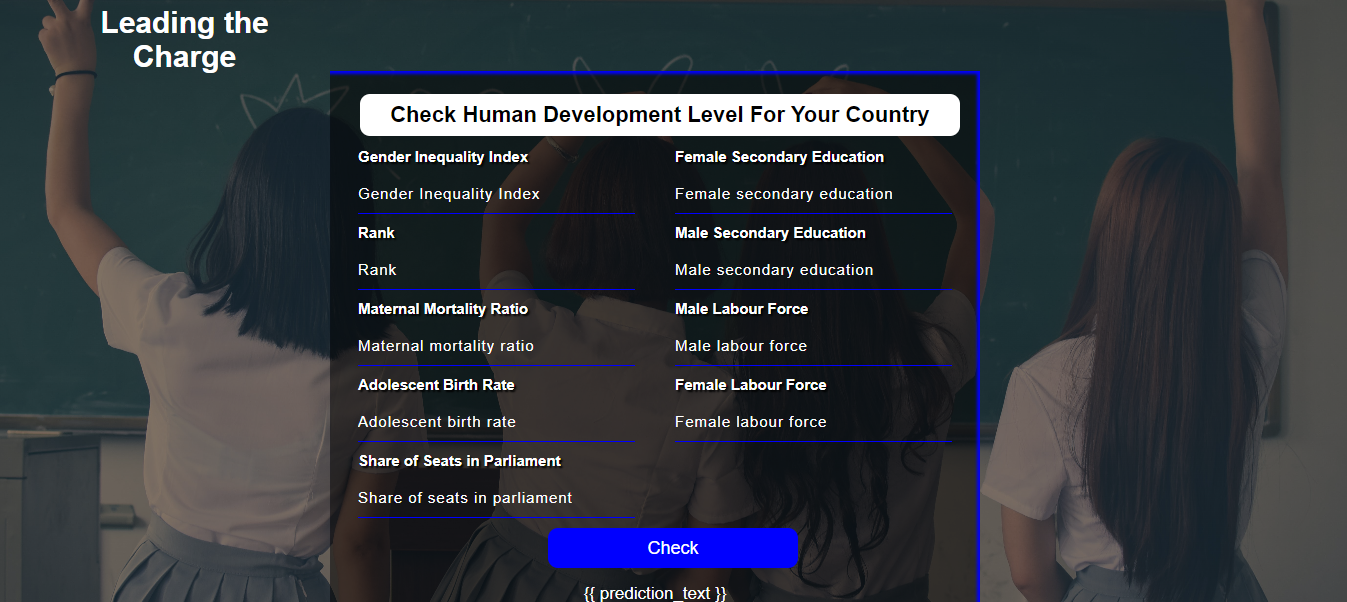 Leading the
Charge
Check Human Development Level For Your Country
Gender Inequality Index
Gender Inequality Index
Rank
Rank
Maternal Mortality Ratio
Maternal mortality ratio
Adolescent Birth Rate
Adolescent birth rate
Share of Seats in Parliament
Share of seats in parliament
Female Secondary Education
Female secondary education
Male Secondary Education
Male secondary education
Male Labour Force
Male labour force
Female Labour Force
Female labour force
Check
{{ prediction_text }}